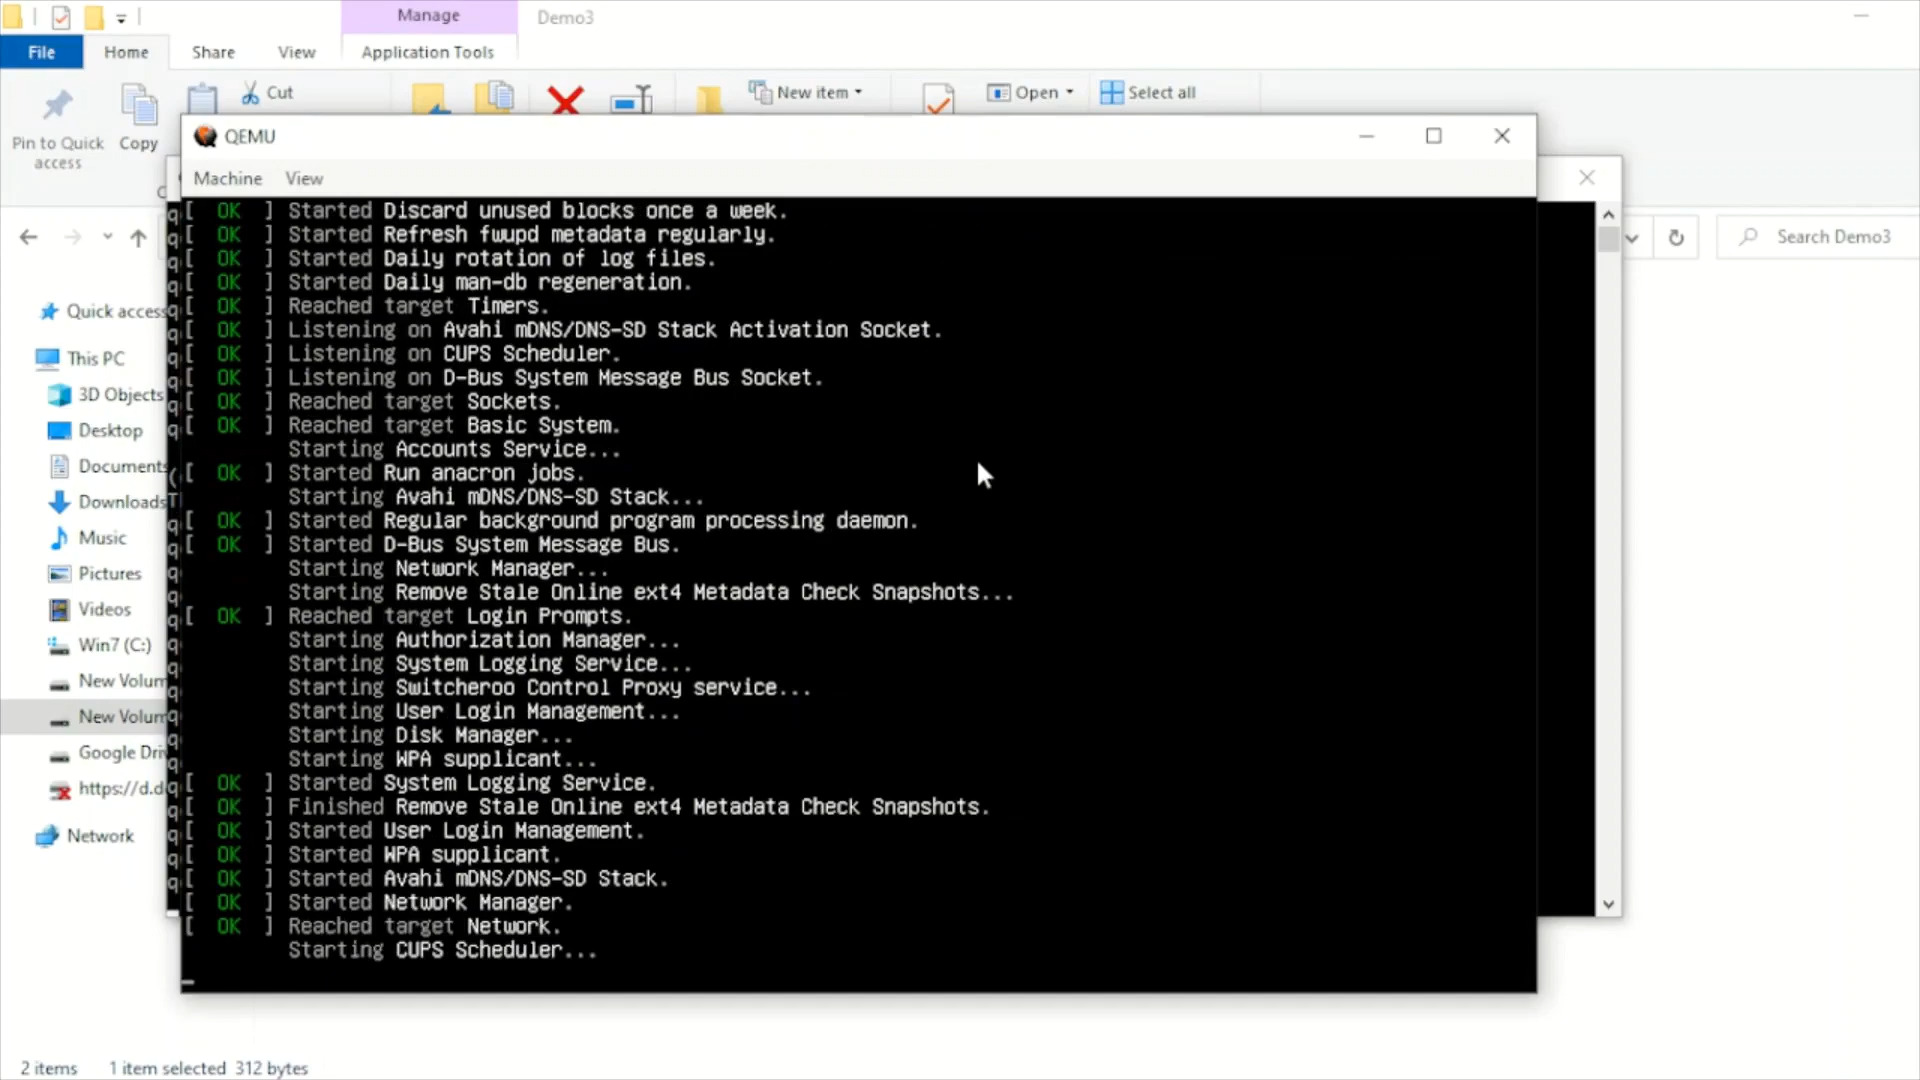 Manage
Demo3
File
Home
Share
View
Application Tools
Pin to Quick
access
Copy
Cut
New item
Open
Select all
QEMU
Machine View
[ OK ] Started Discard unused blocks once a week.
[ OK ] Started Refresh fwupd metadata regularly.
[ OK ] Started Daily rotation of log files.
[ OK ] Started Daily man-db regeneration.
[ OK ] Reached target Timers.
[ OK ] Listening on Avahi mDNS/DNS-SD Stack Activation Socket.
[ OK ] Listening on CUPS Scheduler.
[ OK ] Listening on D-Bus System Message Bus Socket.
[ OK ] Reached target Sockets.
[ OK ] Reached target Basic System.
Starting Accounts Service...
[ OK ] Started Run anacron jobs.
Starting Avahi mDNS/DNS-SD Stack...
[ OK ] Started Regular background program processing daemon.
[ OK ] Started D-Bus System Message Bus.
Starting Network Manager...
Starting Remove Stale Online ext4 Metadata Check Snapshots...
[ OK ] Reached target Login Prompts.
Starting Authorization Manager...
Starting System Logging Service...
Starting Switcheroo Control Proxy service...
Starting User Login Management...
Starting Disk Manager...
Starting WPA supplicant...
[ OK ] Started System Logging Service.
[ OK ] Finished Remove Stale Online ext4 Metadata Check Snapshots.
[ OK ] Started User Login Management.
[ OK ] Started WPA supplicant.
[ OK ] Started Avahi mDNS/DNS-SD Stack.
[ OK ] Started Network Manager.
[ OK ] Reached target Network.
Starting CUPS Scheduler...
Search Demo3
Quick access
This PC
3D Objects
Desktop
Documents
Downloads
Music
Pictures
Videos
Win7 (C:)
New Volum
New Volum
Google Driv
https://d.d
Network
2 items 1 item selected 312 bytes